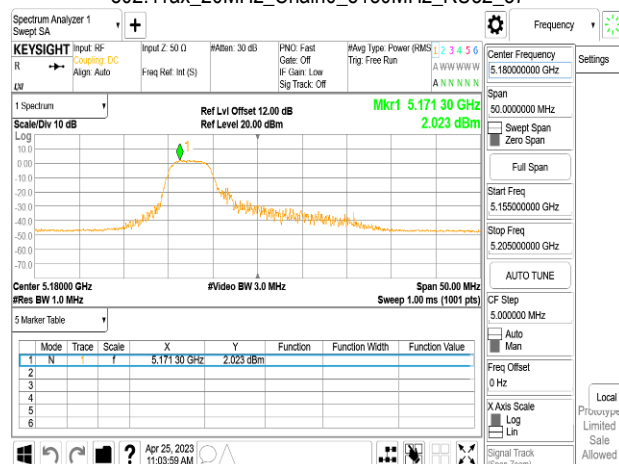 Spectrum Analyzer 1
Swept SA
Frequency
KEYSIGHT
R
Input: RF
Coupling: DC
Align: Auto
Input Z: 50 Ω
Freq Ref: Int (S)
#Atten: 30 dB
PNO: Fast
Gate: Off
IF Gain: Low
Sig Track: Off
#Avg Type: Power (RMS
Trig: Free Run
1 2 3 4 5 6
A W W W W W
A N N N N N
Center Frequency
5.180000000 GHz
Settings
Span
50.0000000 MHz
Swept Span
Zero Span
Full Span
Start Freq
5.155000000 GHz
Stop Freq
5.205000000 GHz
AUTO TUNE
CF Step
5.000000 MHz
Auto
Man
Freq Offset
0 Hz
X Axis Scale
Log
Lin
Signal Track
Local
Prototype
Limited
Sale
Allowed
1 Spectrum
Scale/Div 10 dB
Log
Ref Lvl Offset 12.00 dB
Ref Level 20.00 dBm
Mkr1 5.171 30 GHz
2.023 dBm
1
10.0
0.00
-10.0
-20.0
-30.0
-40.0
-50.0
-60.0
-70.0
Center 5.18000 GHz
#Res BW 1.0 MHz
#Video BW 3.0 MHz
Span 50.00 MHz
Sweep 1.00 ms (1001 pts)
5 Marker Table
Mode Trace Scale X Y Function Function Width Function Value
1 N 1 f 5.171 30 GHz 2.023 dBm
2
3
4
5
6
?
Apr 25, 2023
11:03:59 AM